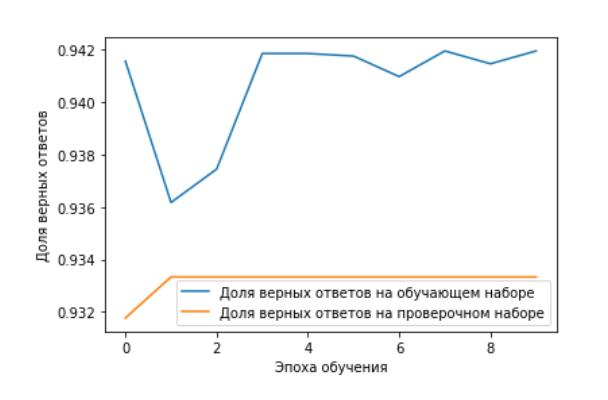 0.942
0.940
0.938
0.936
0.934
0.932
Доля верных ответов
Доля верных ответов на обучающем наборе
Доля верных ответов на проверочном наборе
0 2 4 6 8
Эпоха обучения